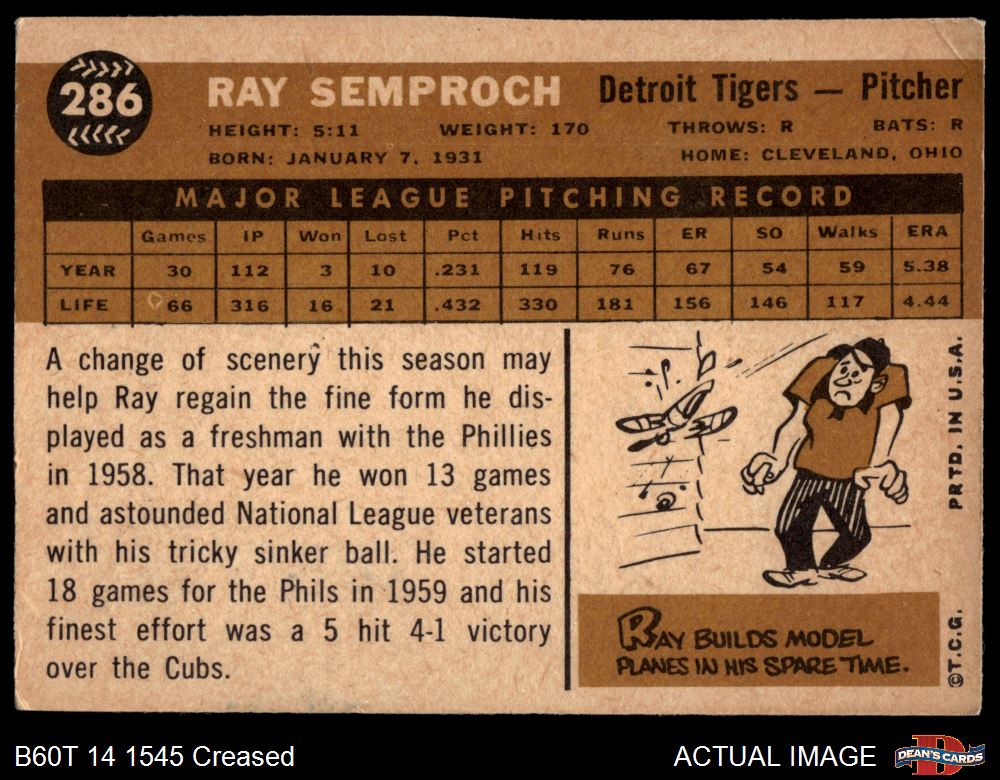 286
RAY SEMPROCH Detroit Tigers — Pitcher
HEIGHT: 5:11 WEIGHT: 170 THROWS: R BATS: R
BORN: JANUARY 7, 1931 HOME: CLEVELAND, OHIO
MAJOR LEAGUE PITCHING RECORD
Games IP Won Lost Pct Hits Runs ER SO Walks ERA
YEAR 30 112 3 10 .231 119 76 67 54 59 5.38
LIFE 66 316 16 21 .432 330 181 156 146 117 4.44
A change of scenery this season may
help Ray regain the fine form he dis-
played as a freshman with the Phillies
in 1958. That year he won 13 games
and astounded National League veterans
with his tricky sinker ball. He started
18 games for the Phils in 1959 and his
finest effort was a 5 hit 4-1 victory
over the Cubs.
RAY BUILDS MODEL
PLANES IN HIS SPARE TIME.
PRTD. IN U.S.A.
©T.C.G.
B60T 14 1545 Creased
ACTUAL IMAGE
DEAN'S CARDS